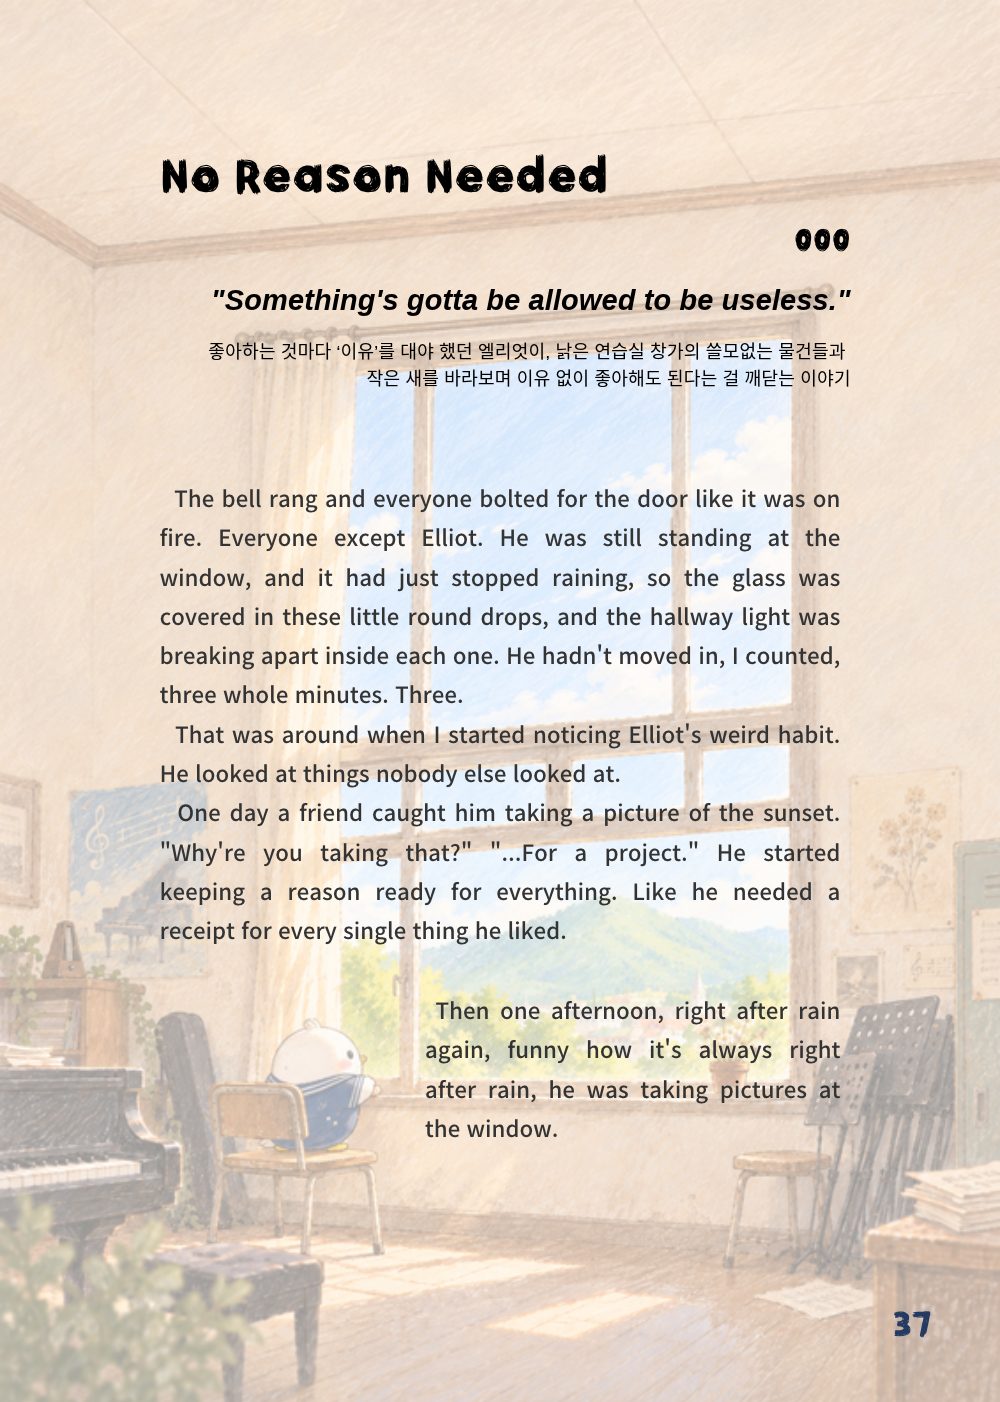 No Reason Needed
000
"Something's gotta be allowed to be useless."
좋아하는 것마다 ‘이유’를 대야 했던 엘리엇이, 낡은 연습실 창가의 쓸모없는 물건들과
작은 새를 바라보며 이유 없이 좋아해도 된다는 걸 깨닫는 이야기
The bell rang and everyone bolted for the door like it was on
fire. Everyone except Elliot. He was still standing at the
window, and it had just stopped raining, so the glass was
covered in these little round drops, and the hallway light was
breaking apart inside each one. He hadn't moved in, I counted,
three whole minutes. Three.
That was around when I started noticing Elliot's weird habit.
He looked at things nobody else looked at.
One day a friend caught him taking a picture of the sunset.
"Why're you taking that?" "...For a project." He started
keeping a reason ready for everything. Like he needed a
receipt for every single thing he liked.
Then one afternoon, right after rain
again, funny how it's always right
after rain, he was taking pictures at
the window.
37